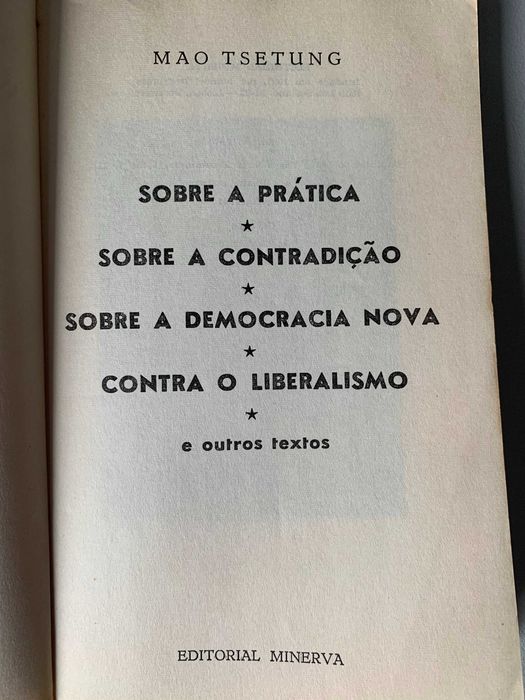 MAO TSETUNG
SOBRE A PRÁTICA
★
SOBRE A CONTRADIÇÃO
★
SOBRE A DEMOCRACIA NOVA
★
CONTRA O LIBERALISMO
★
e outros textos
EDITORIAL MINERVA